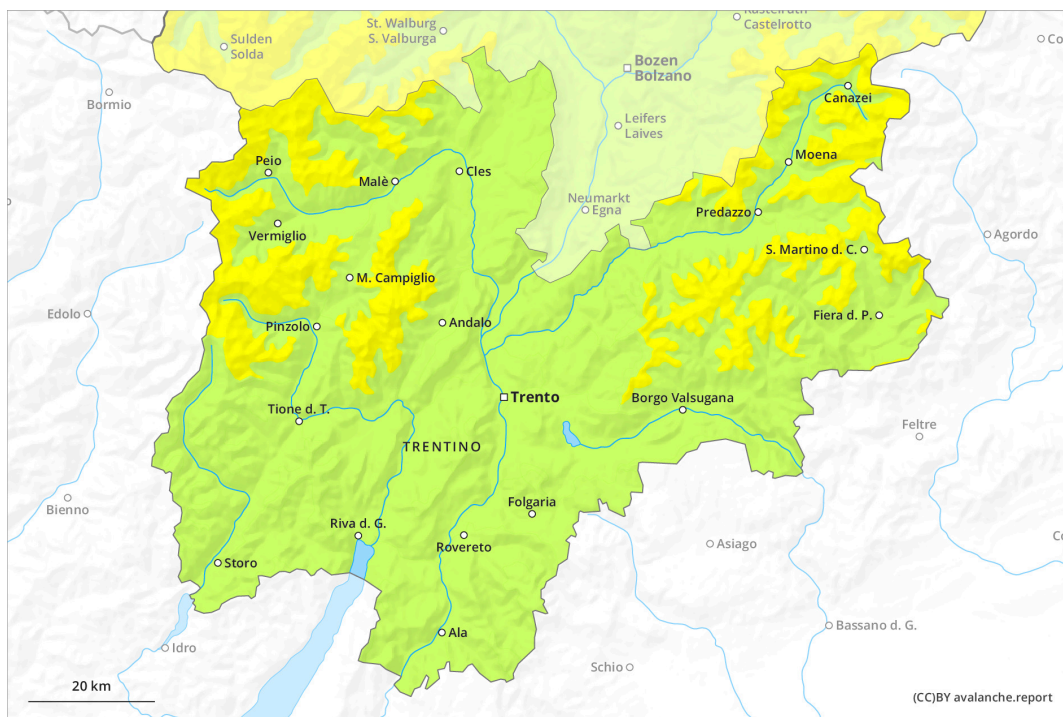 St. Walburg
S. Valburga
Castelrotto
Sulden
Solda
Bozen
Bolzano
Bormio
Canazei
Leifers
Laives
Moena
Peio
Malè
Cles
Neumarkt
Egna
Predazzo
Vermiglio
S. Martino d. C.
Agordo
M. Campiglio
Edolo
Pinzolo
Andalo
Fiera d. P.
Trento
Borgo Valsugana
Tione d. T.
Feltre
TRENTINO
Bienno
Folgaria
Riva d. G.
Rovereto
Asiago
Storo
Ala
Bassano d. G.
Idro
Schio
20 km
(CC)BY avalanche.report